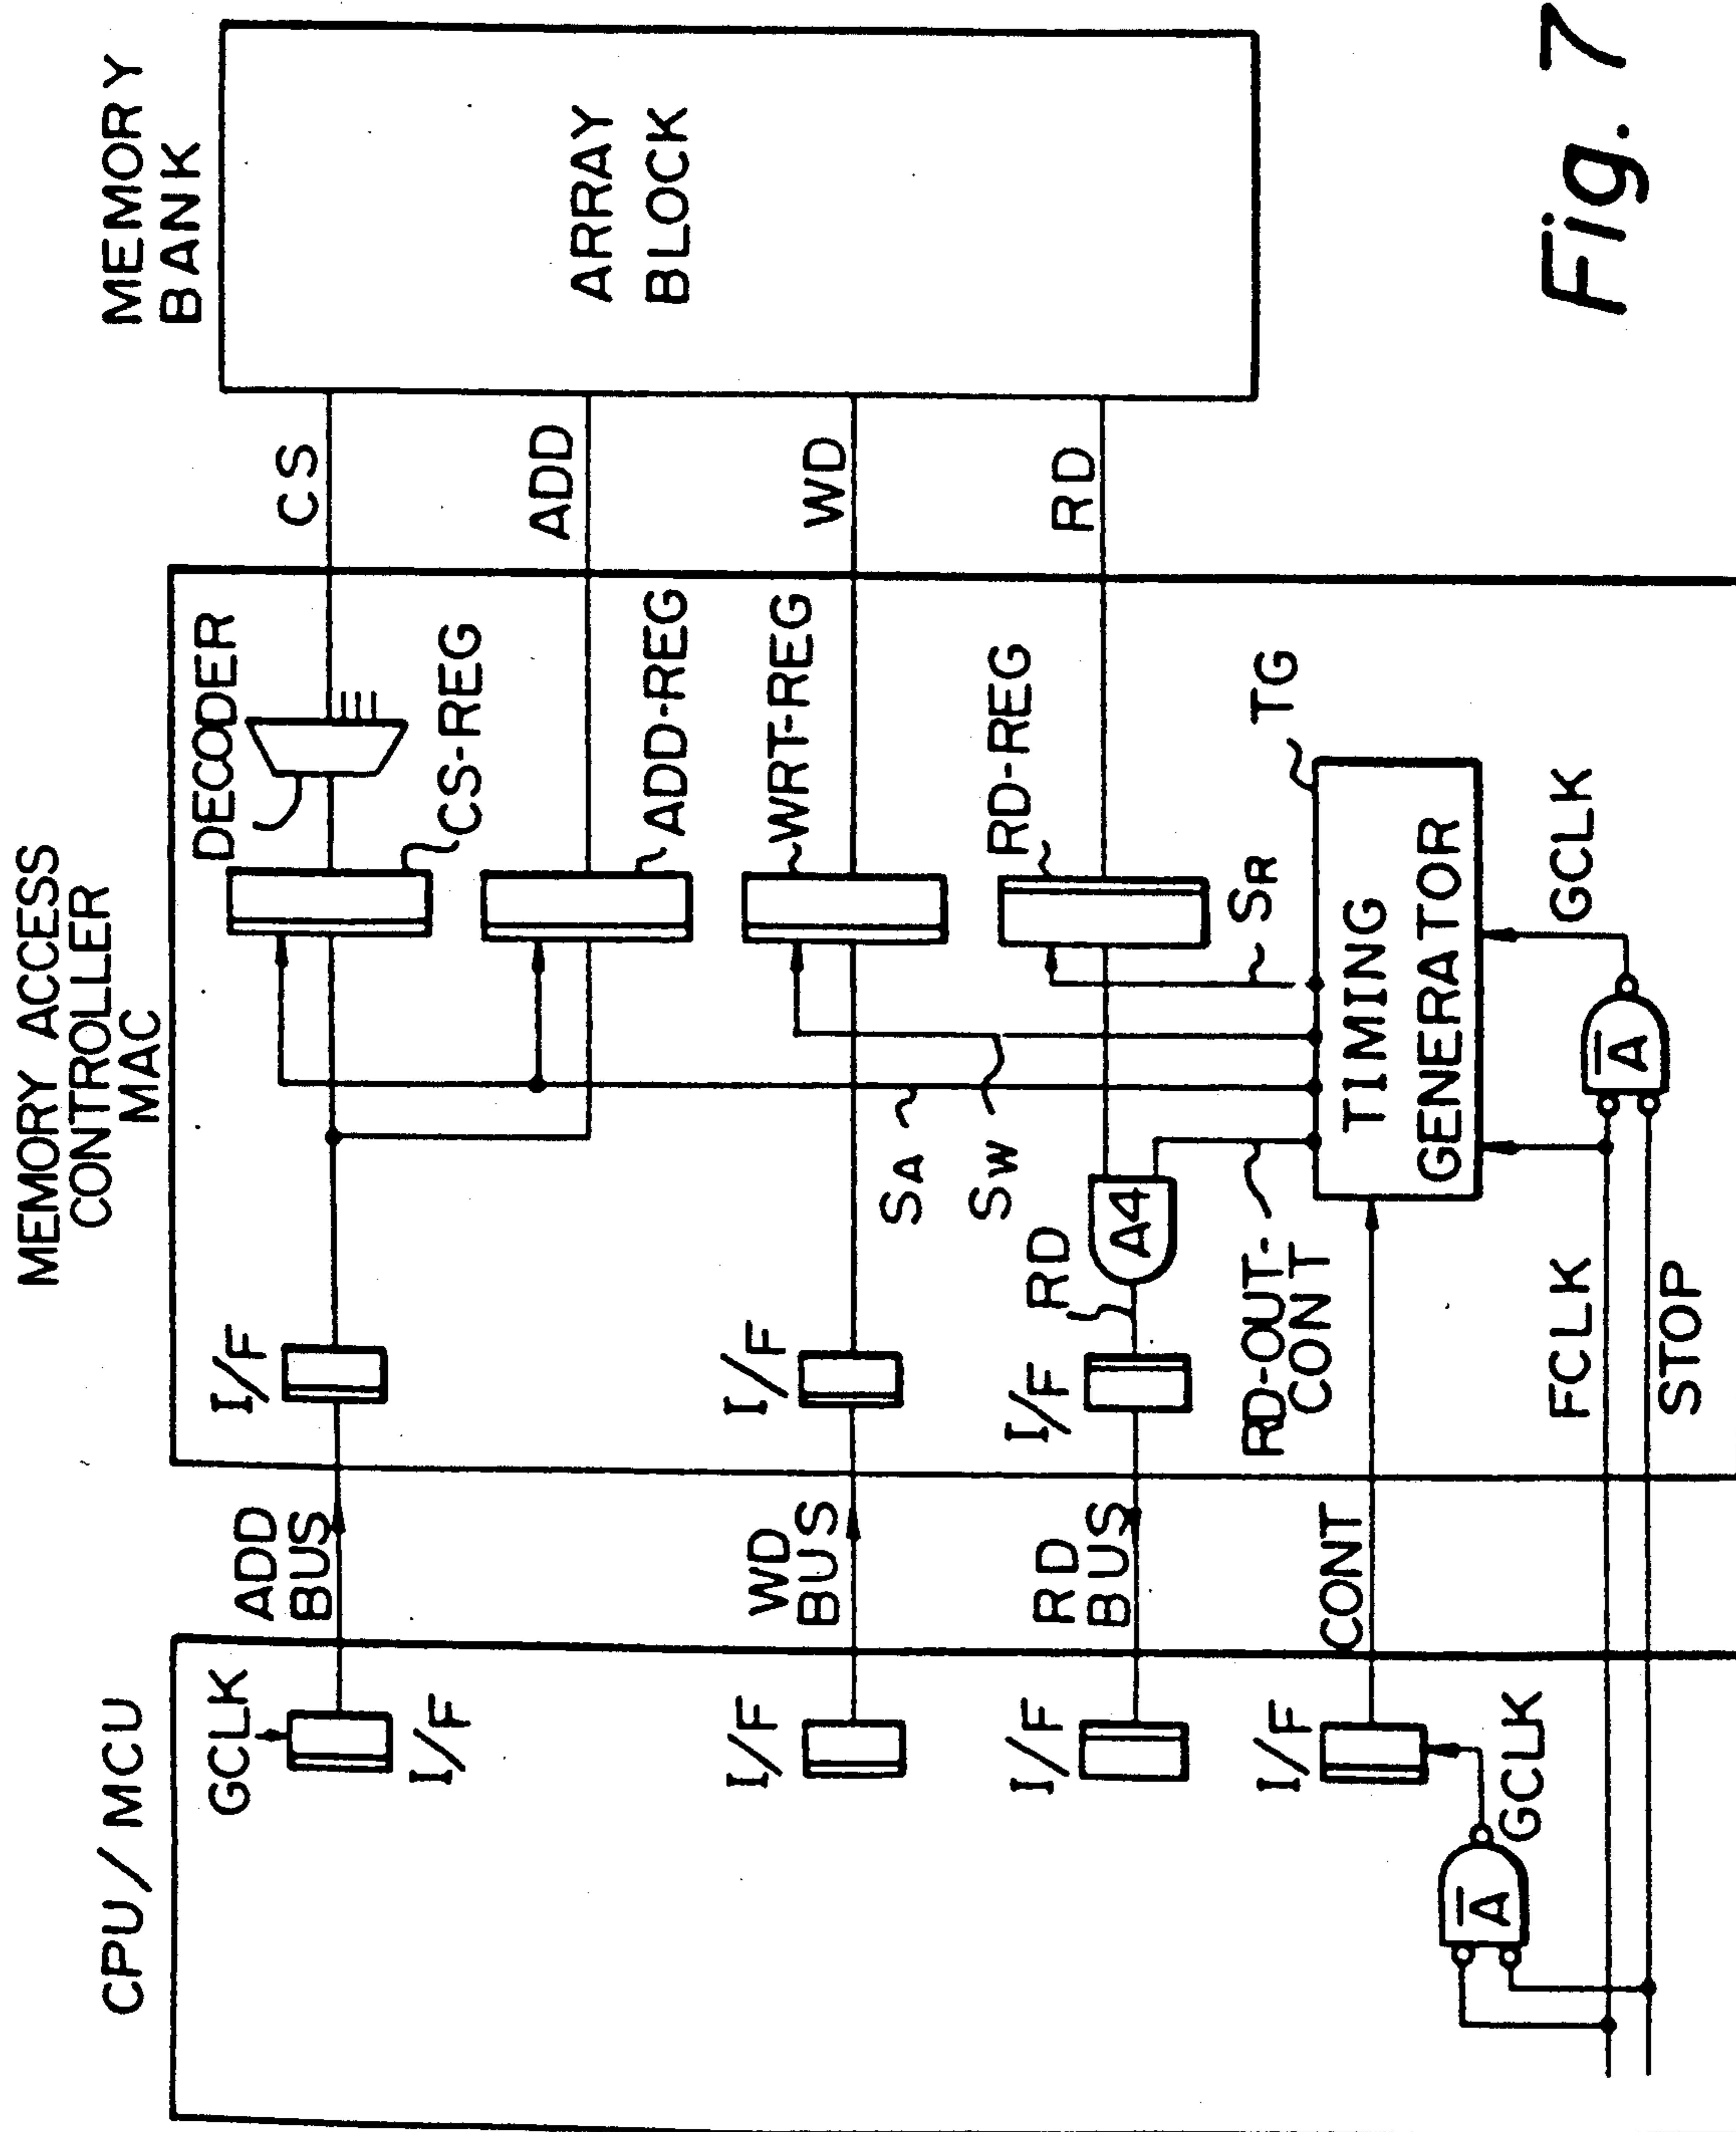 CPU/MCU
GCLK
I/F
I/F
I/F
I/F
GCLK
A
ADD
BUS
WD
BUS
RD
BUS
CONT
MEMORY ACCESS
CONTROLLER
MAC
I/F
I/F
I/F
RD
A4
RD-OUT-
CONT
FCLK
STOP
SA
SW
SR
DECODER
CS-REG
ADD-REG
WRT-REG
RD-REG
TG
TIMING
GENERATOR
GCLK
A
CS
ADD
WD
RD
MEMORY
BANK
ARRAY
BLOCK
Fig. 7